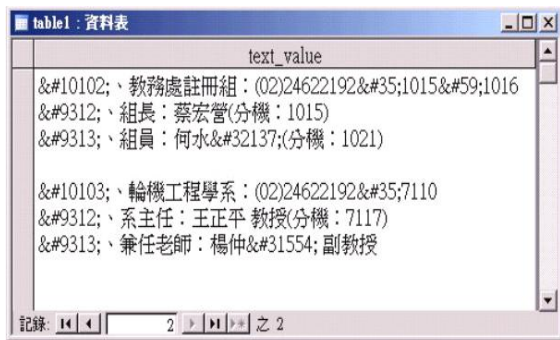 table1 : 資料表
text_value
&#10102;、教務處註冊組：(02)24622192&#35;1015&#59;1016
&#9312;、組長：蔡宏營(分機：1015)
&#9313;、組員：何水&#32137;(分機：1021)
&#10103;、輪機工程學系：(02)24622192&#35;7110
&#9312;、系主任：王正平 教授(分機：7117)
&#9313;、兼任老師：楊仲&#31554; 副教授
記錄: 2 之 2